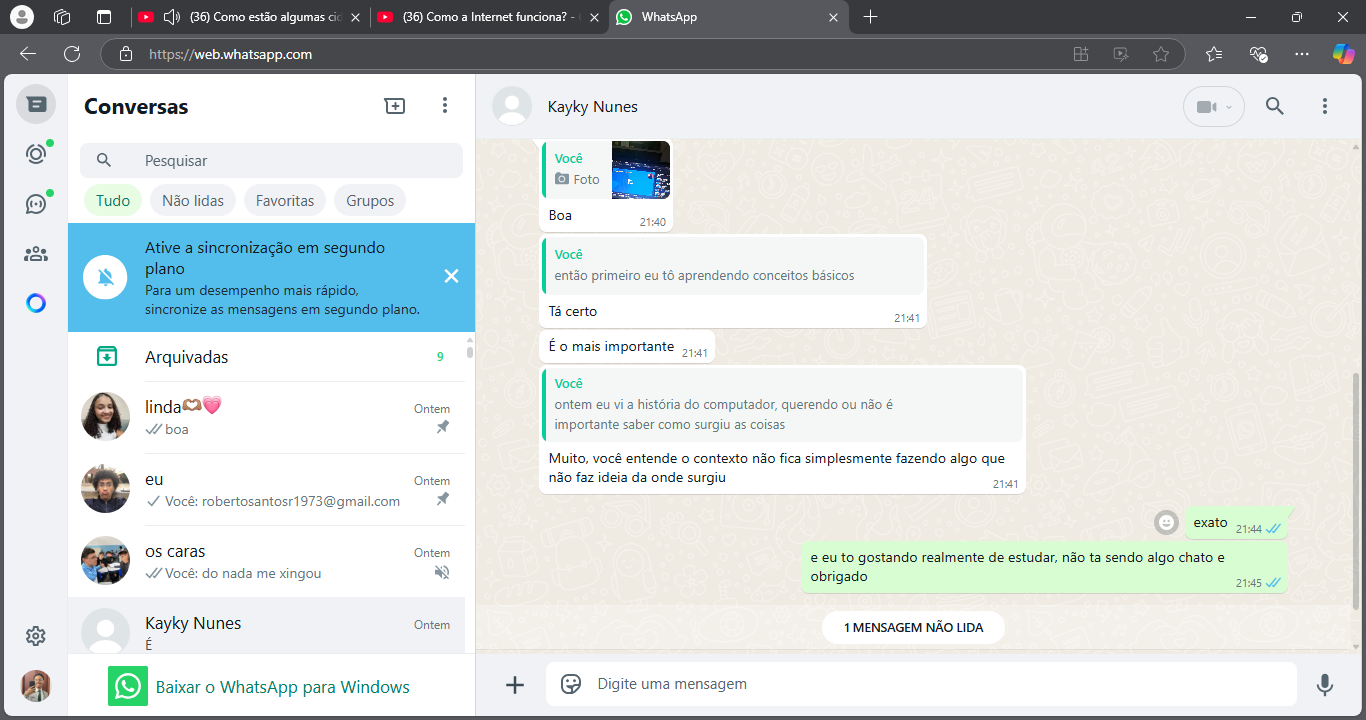 (36) Como estão algumas cid
(36) Como a Internet funciona? -
WhatsApp
https://web.whatsapp.com
Conversas
Pesquisar
Tudo
Não lidas
Favoritas
Grupos
Ative a sincronização em segundo
plano
Para um desempenho mais rápido,
sincronize as mensagens em segundo plano.
Arquivadas
9
linda🫶🏽💗
Ontem
boa
eu
Ontem
Você: robertosantosr1973@gmail.com
os caras
Ontem
Você: do nada me xingou
Kayky Nunes
Ontem
É
Baixar o WhatsApp para Windows
Kayky Nunes
Você
Foto
Boa
21:40
Você
então primeiro eu tô aprendendo conceitos básicos
Tá certo
21:41
É o mais importante
21:41
Você
ontem eu vi a história do computador, querendo ou não é
importante saber como surgiu as coisas
Muito, você entende o contexto não fica simplesmente fazendo algo que
não faz ideia da onde surgiu
21:41
exato
21:44
e eu to gostando realmente de estudar, não ta sendo algo chato e
obrigado
21:45
1 MENSAGEM NÃO LIDA
Digite uma mensagem